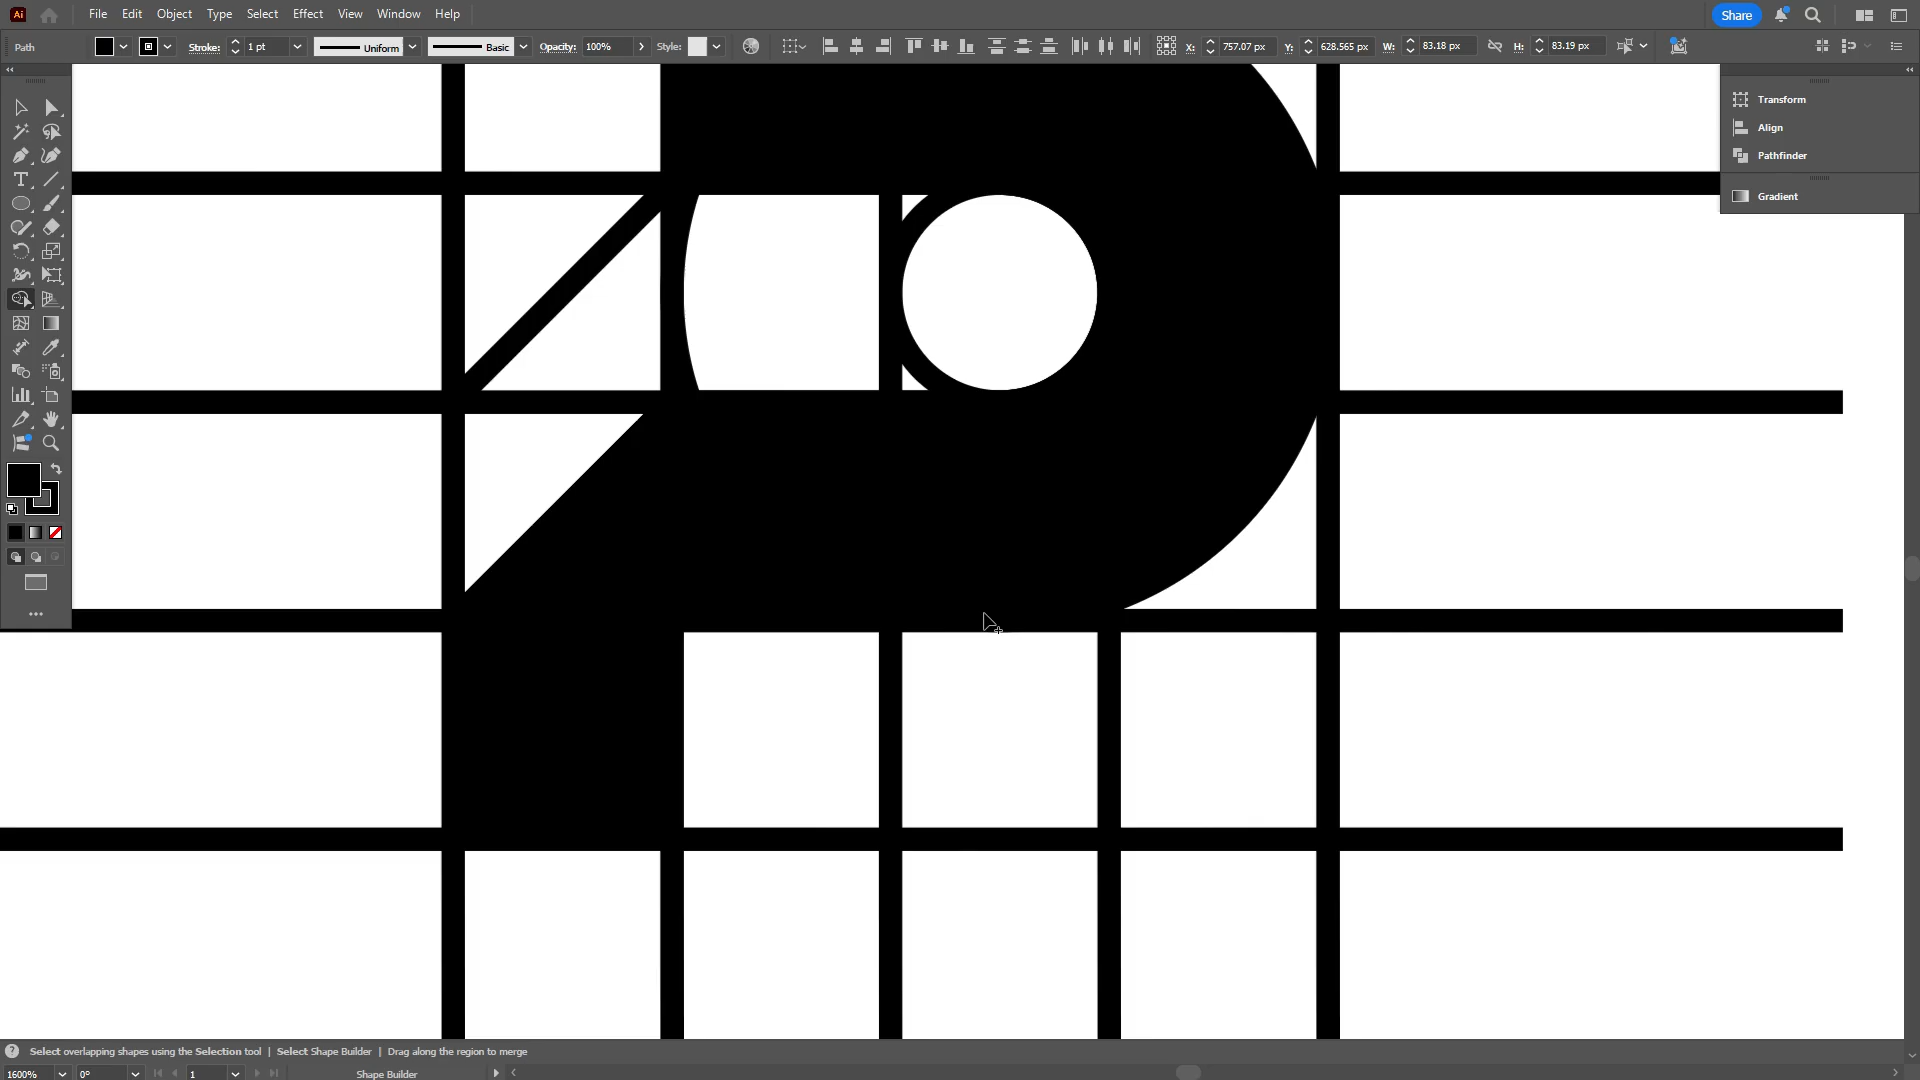 Ai File Edit Object Type Select Effect View Window Help Share
Path Stroke: 1 pt Uniform Basic Opacity: 100% Style: X: 757.07 px Y: 628.565 px W: 83.18 px H: 83.19 px
Transform
Align
Pathfinder
Gradient
? Select overlapping shapes using the Selection tool | Select Shape Builder | Drag along the region to merge
1600% 0° 1 Shape Builder